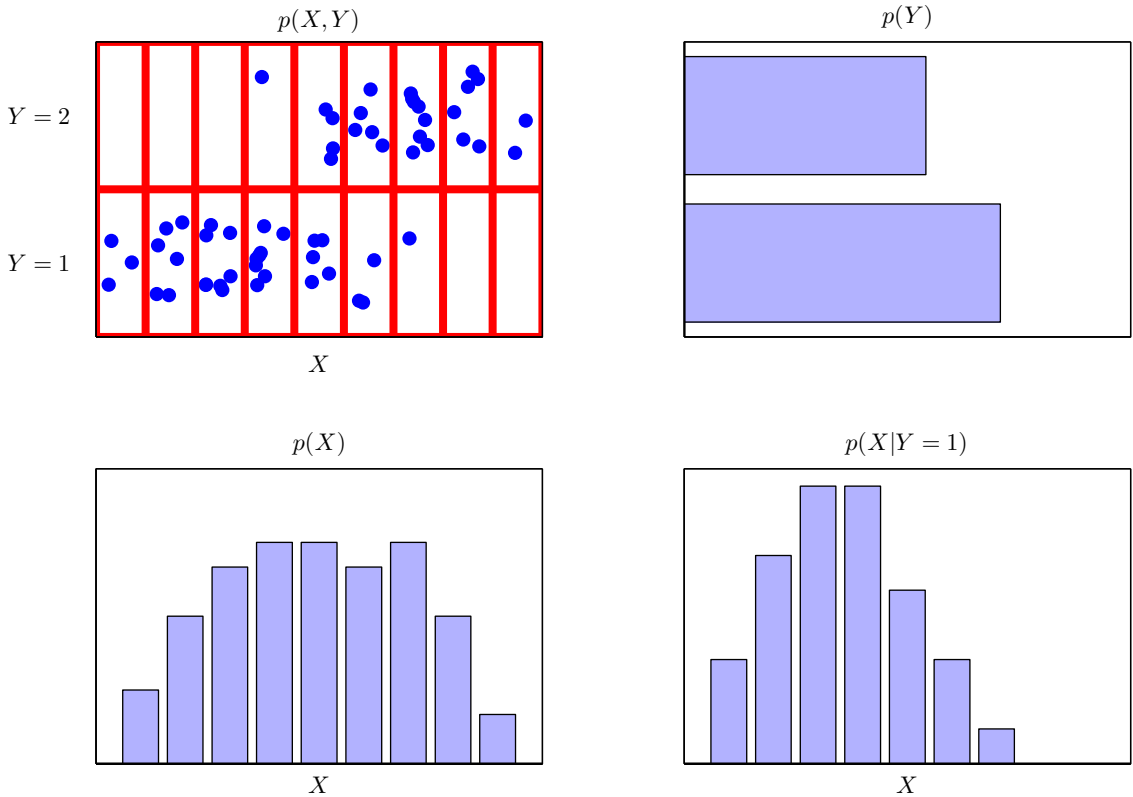 p(X, Y)
Y = 2
Y = 1
X
p(Y)
p(X)
X
p(X|Y = 1)
X